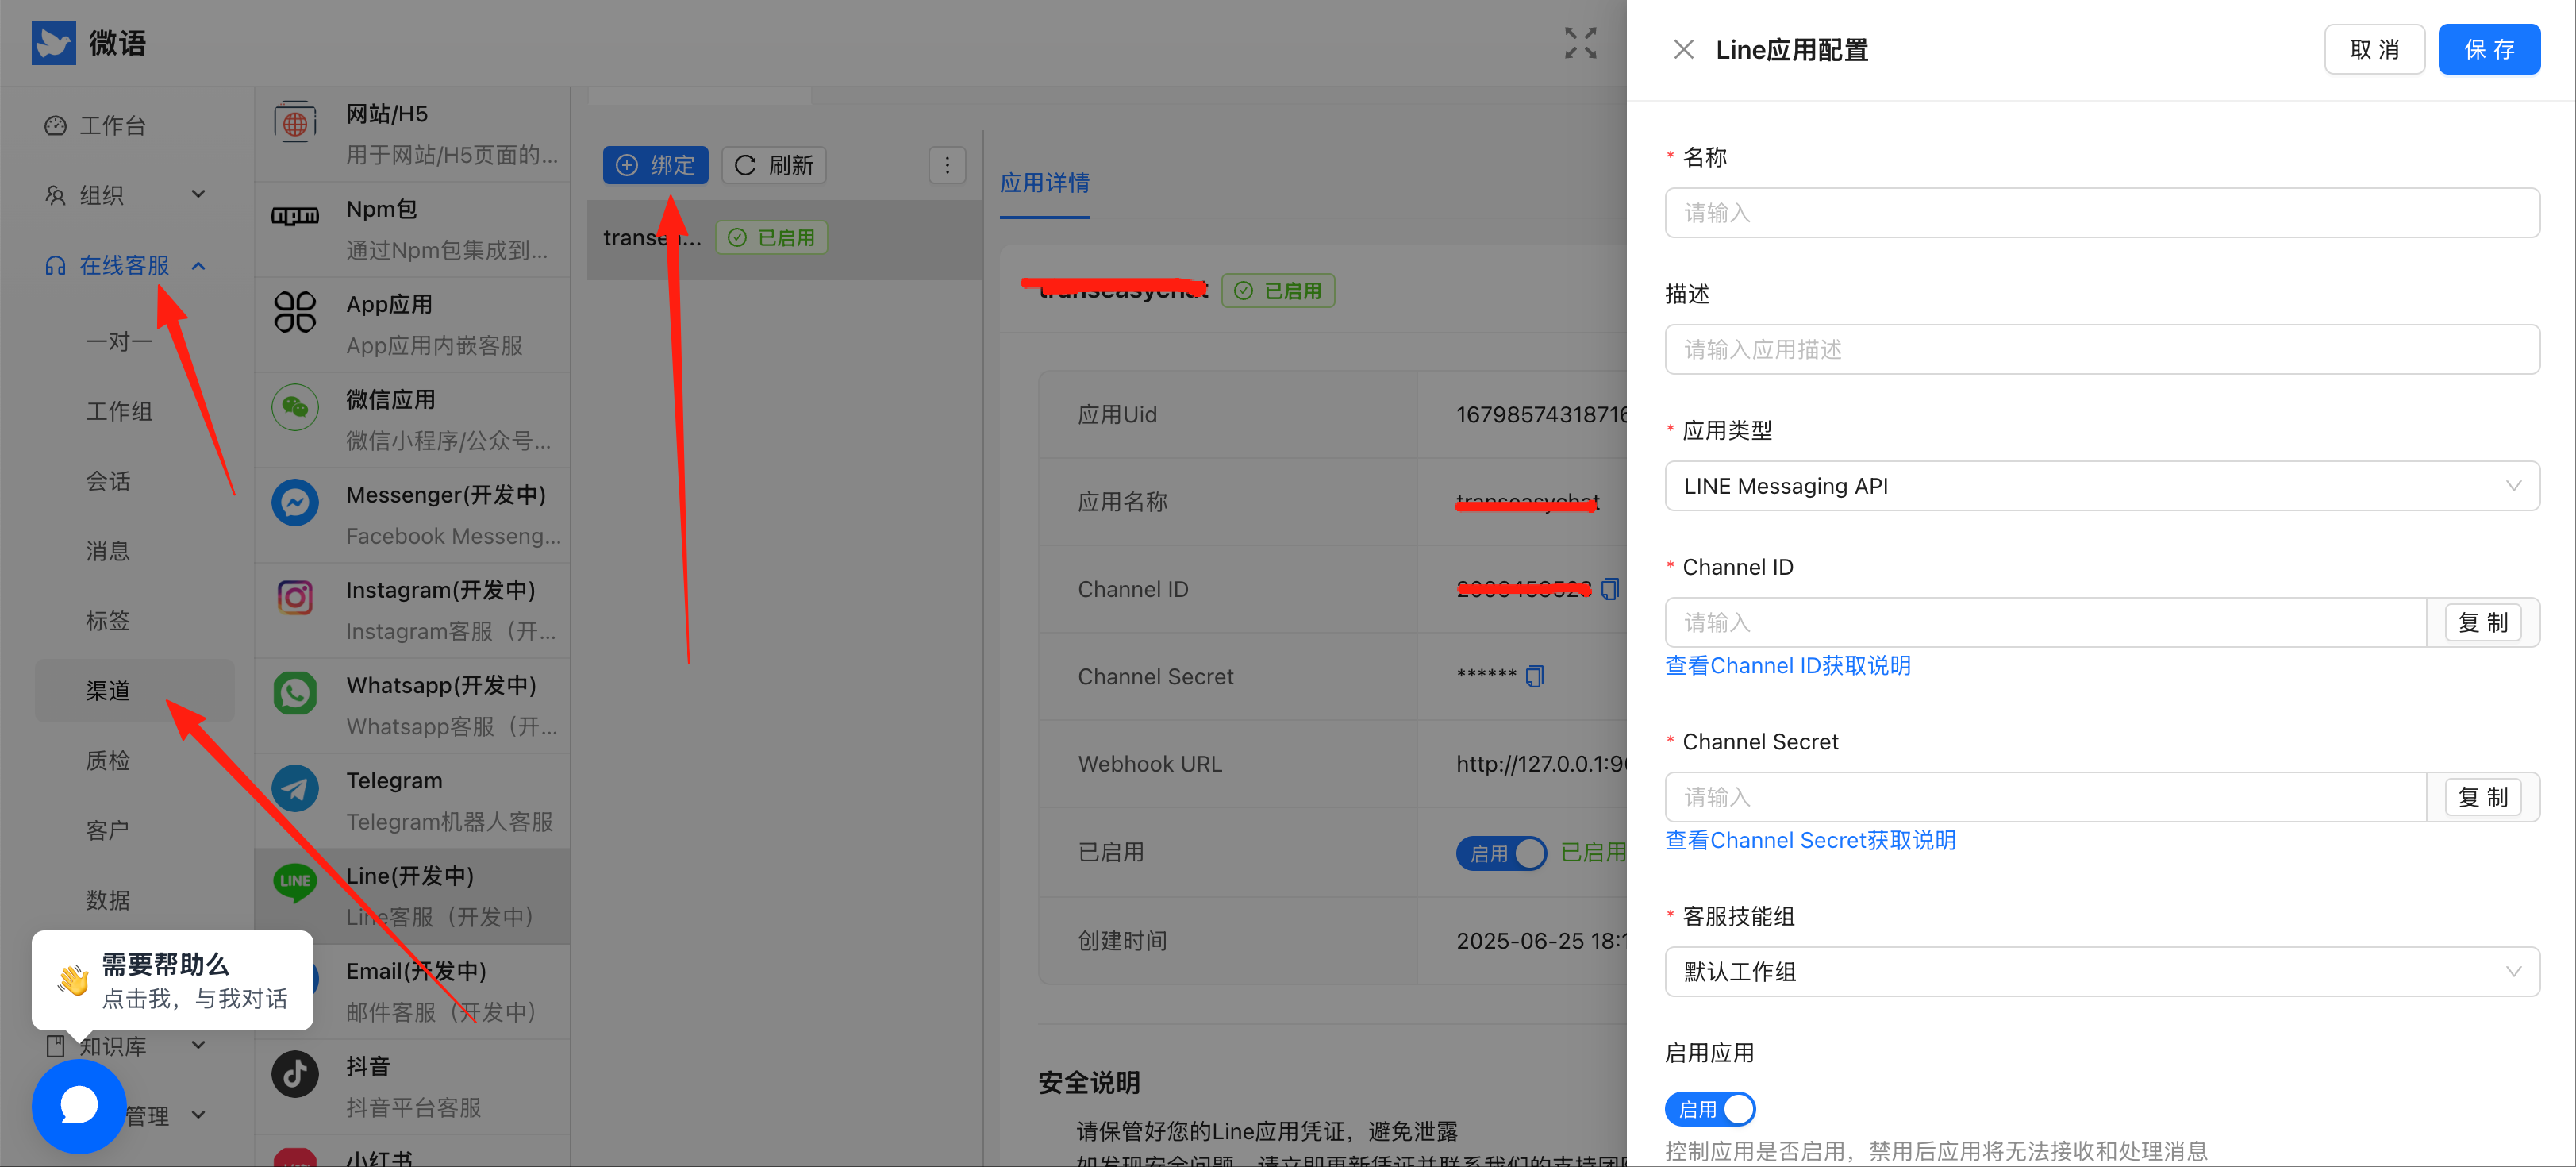 微语
工作台
组织
在线客服
一对一
工作组
会话
消息
标签
渠道
质检
客户
数据
需要帮助么
点击我，与我对话
知识库
管理
网站/H5
用于网站/H5页面的...
Npm包
通过Npm包集成到...
App应用
App应用内嵌客服
微信应用
微信小程序/公众号...
Messenger(开发中)
Facebook Messeng...
Instagram(开发中)
Instagram客服（开...
Whatsapp(开发中)
Whatsapp客服（开...
Telegram
Telegram机器人客服
LINE
Line(开发中)
Line客服（开发中）
Email(开发中)
邮件客服（开发中）
抖音
抖音平台客服
小红书
绑定
刷新
已启用
应用详情
已启用
应用Uid
16798574318716
应用名称
Channel ID
Channel Secret
******
Webhook URL
http://127.0.0.1:9
已启用
启用
已启用
创建时间
2025-06-25 18:
安全说明
请保管好您的Line应用凭证，避免泄露
如发现安全问题，请立即更新凭证并联系我们的支持团
Line应用配置
取 消
保 存
* 名称
请输入
描述
请输入应用描述
* 应用类型
LINE Messaging API
* Channel ID
请输入
复 制
查看Channel ID获取说明
* Channel Secret
请输入
复 制
查看Channel Secret获取说明
* 客服技能组
默认工作组
启用应用
启用
控制应用是否启用，禁用后应用将无法接收和处理消息